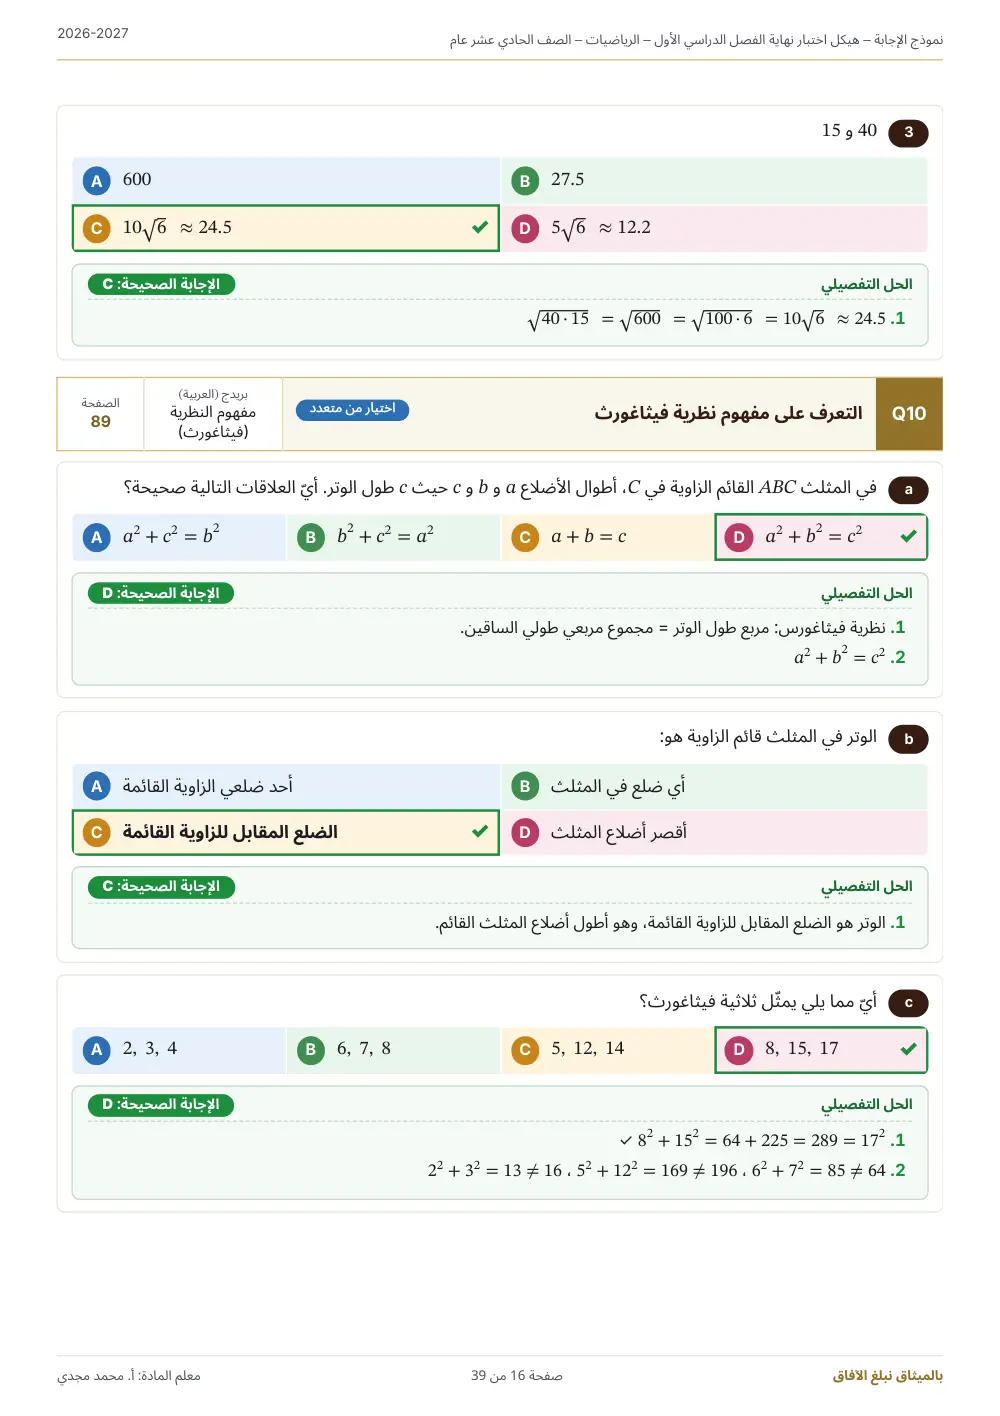 نموذج الإجابة – هيكل اختبار نهاية الفصل الدراسي الأول – الرياضيات – الصف الحادي عشر عام
2026-2027
3 40 و 15
A 600
B 27.5
C 10√6 ≈ 24.5 ✔
D 5√6 ≈ 12.2
الحل التفصيلي
الإجابة الصحيحة: C
1. √(40 · 15) = √600 = √(100 · 6) = 10√6 ≈ 24.5
Q10
التعرف على مفهوم نظرية فيثاغورث
اختيار من متعدد
بريدج (العربية)
مفهوم النظرية
(فيثاغورث)
الصفحة
89
a في المثلث ABC القائم الزاوية في C، أطوال الأضلاع a و b و c حيث c طول الوتر. أيّ العلاقات التالية صحيحة؟
A a² + c² = b²
B b² + c² = a²
C a + b = c
D a² + b² = c² ✔
الحل التفصيلي
الإجابة الصحيحة: D
1. نظرية فيثاغورس: مربع طول الوتر = مجموع مربعي طولي الساقين.
2. a² + b² = c²
b الوتر في المثلث قائم الزاوية هو:
A أحد ضلعي الزاوية القائمة
B أي ضلع في المثلث
C الضلع المقابل للزاوية القائمة ✔
D أقصر أضلاع المثلث
الحل التفصيلي
الإجابة الصحيحة: C
1. الوتر هو الضلع المقابل للزاوية القائمة، وهو أطول أضلاع المثلث القائم.
c أيّ مما يلي يمثّل ثلاثية فيثاغورث؟
A 2, 3, 4
B 6, 7, 8
C 5, 12, 14
D 8, 15, 17 ✔
الحل التفصيلي
الإجابة الصحيحة: D
1. 8² + 15² = 64 + 225 = 289 = 17² ✓
2. 6² + 7² = 85 ≠ 64 ، 5² + 12² = 169 ≠ 196 ، 2² + 3² = 13 ≠ 16
بالميثاق نبلغ الآفاق
صفحة 16 من 39
معلم المادة: أ. محمد مجدي